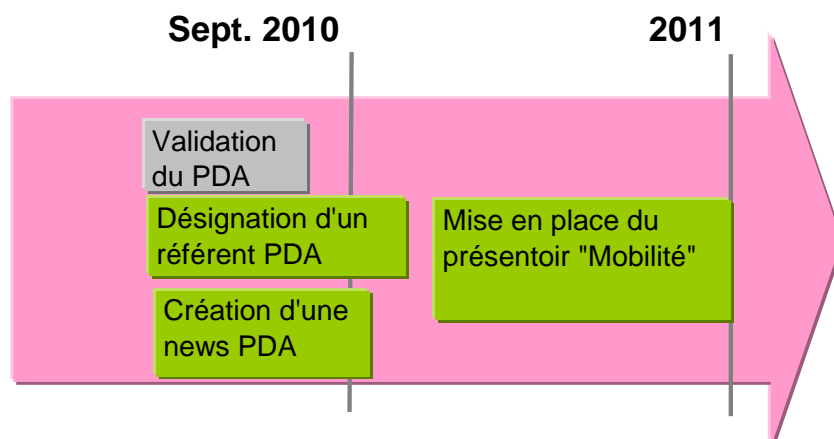 Sept. 2010
2011
Validation
du PDA
Désignation d'un
référent PDA
Création d'une
news PDA
Mise en place du
présentoir "Mobilité"